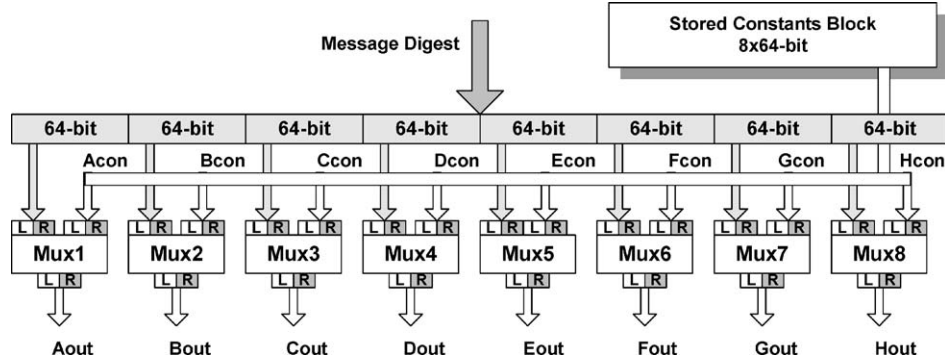 Stored Constants Block
8x64-bit
Message Digest
64-bit 64-bit 64-bit 64-bit 64-bit 64-bit 64-bit 64-bit
Acon Bcon Ccon Dcon Econ Fcon Gcon Hcon
L R L R L R L R L R L R L R L R L R L R L R L R L R L R L R L R
Mux1 Mux2 Mux3 Mux4 Mux5 Mux6 Mux7 Mux8
L R L R L R L R L R L R L R L R
Aout Bout Cout Dout Eout Fout Gout Hout